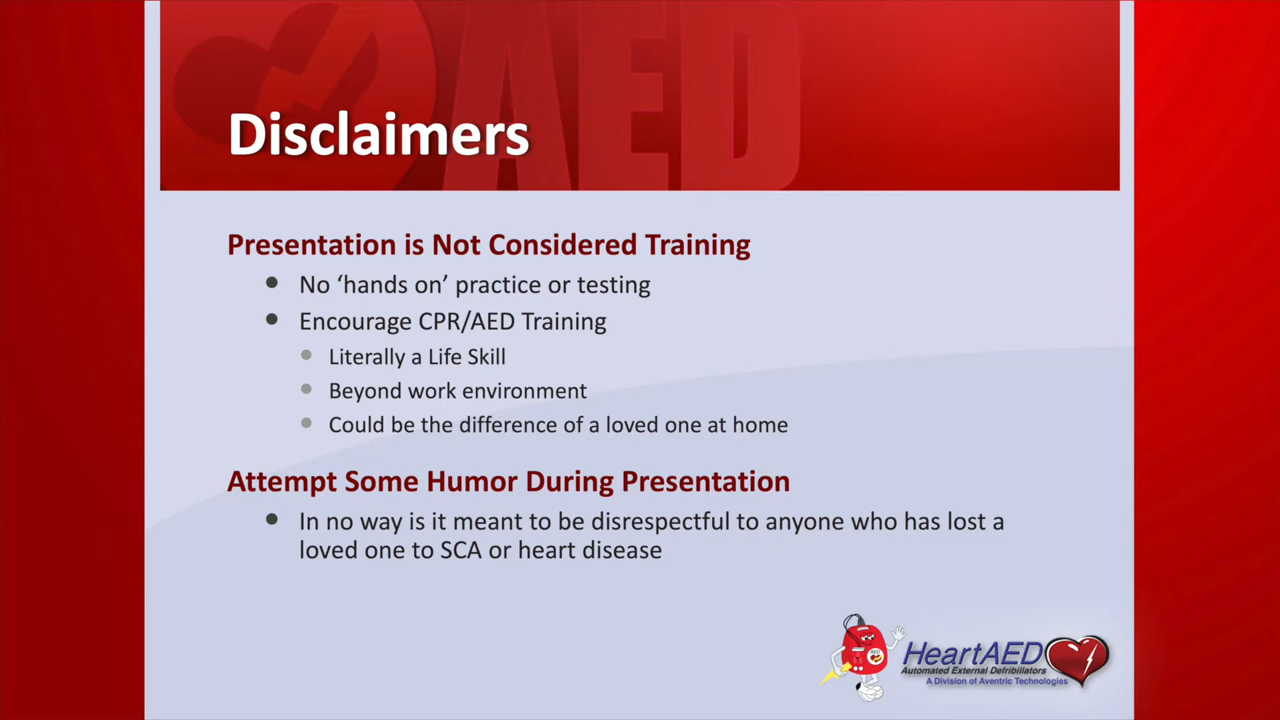 AED
Disclaimers
Presentation is Not Considered Training
No ‘hands on’ practice or testing
Encourage CPR/AED Training
Literally a Life Skill
Beyond work environment
Could be the difference of a loved one at home
Attempt Some Humor During Presentation
In no way is it meant to be disrespectful to anyone who has lost a
loved one to SCA or heart disease
AED
HeartAED
Automated External Defribillators
A Division of Aventric Technologies